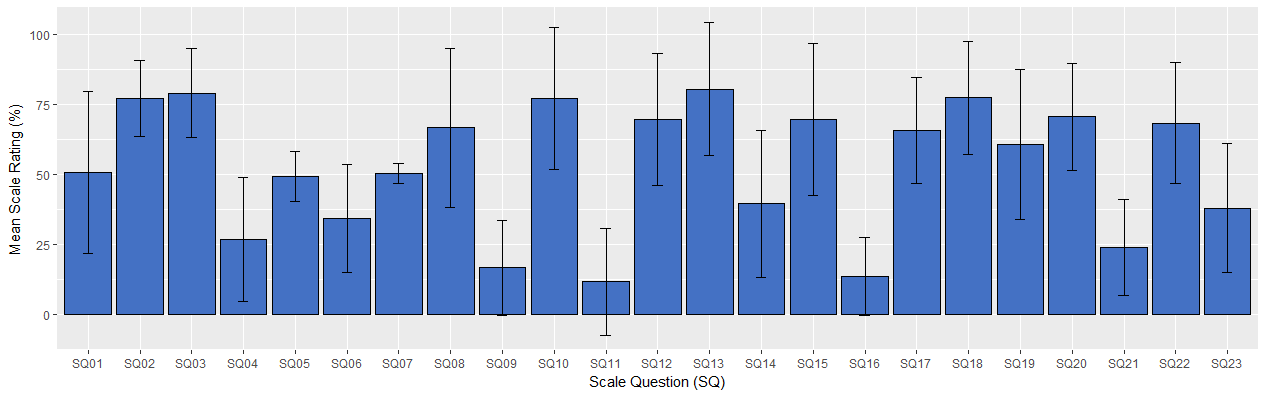 Mean Scale Rating (%)
100
75
50
25
0
SQ01 SQ02 SQ03 SQ04 SQ05 SQ06 SQ07 SQ08 SQ09 SQ10 SQ11 SQ12 SQ13 SQ14 SQ15 SQ16 SQ17 SQ18 SQ19 SQ20 SQ21 SQ22 SQ23
Scale Question (SQ)